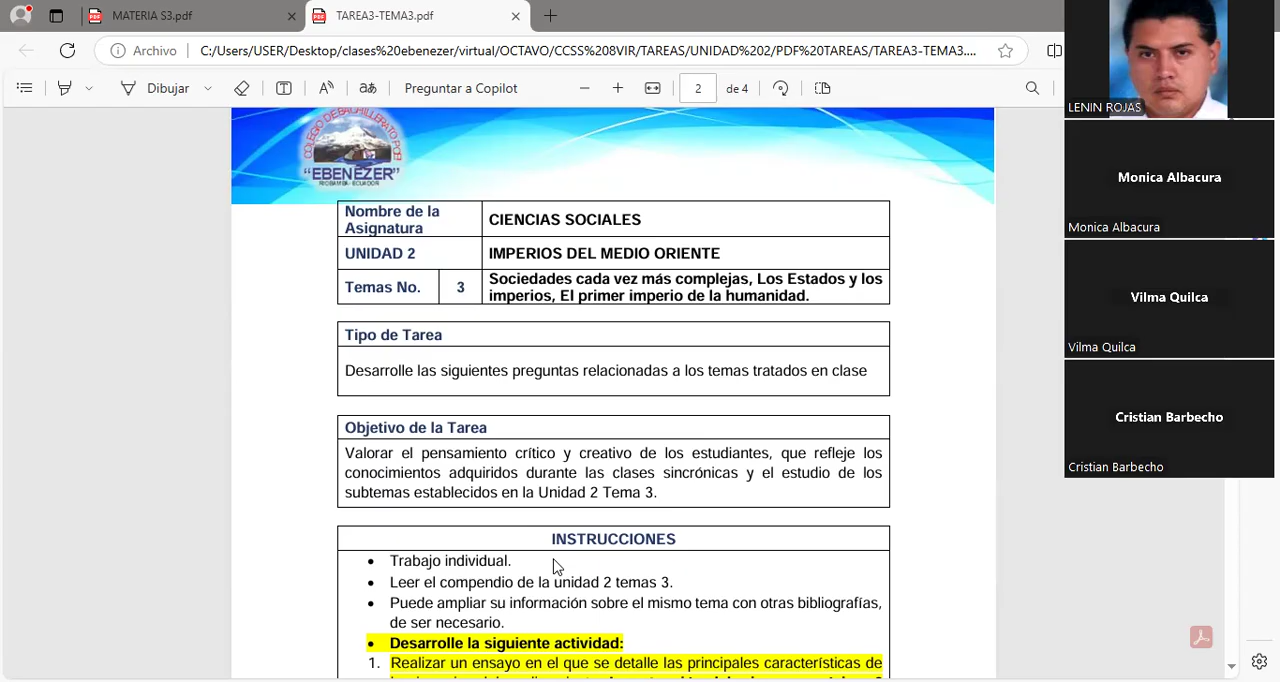 MATERIA S3.pdf
TAREA3-TEMA3.pdf
Archivo
C:/Users/USER/Desktop/clases%20ebenezer/virtual/OCTAVO/CCSS%208VIR/TAREAS/UNIDAD%202/PDF%20TAREAS/TAREA3-TEMA3....
Dibujar
Preguntar a Copilot
2 de 4
LENIN ROJAS
Monica Albacura
Monica Albacura
Vilma Quilca
Vilma Quilca
Cristian Barbecho
Cristian Barbecho
COLEGIO DE BACHILLERATO PCEI
"EBENEZER"
RIOBAMBA - ECUADOR
Nombre de la
Asignatura
CIENCIAS SOCIALES
UNIDAD 2
IMPERIOS DEL MEDIO ORIENTE
Temas No.
3
Sociedades cada vez más complejas, Los Estados y los
imperios, El primer imperio de la humanidad.
Tipo de Tarea
Desarrolle las siguientes preguntas relacionadas a los temas tratados en clase
Objetivo de la Tarea
Valorar el pensamiento crítico y creativo de los estudiantes, que refleje los
conocimientos adquiridos durante las clases sincrónicas y el estudio de los
subtemas establecidos en la Unidad 2 Tema 3.
INSTRUCCIONES
• Trabajo individual.
• Leer el compendio de la unidad 2 temas 3.
• Puede ampliar su información sobre el mismo tema con otras bibliografías,
de ser necesario.
• Desarrolle la siguiente actividad:
1. Realizar un ensayo en el que se detalle las principales características de